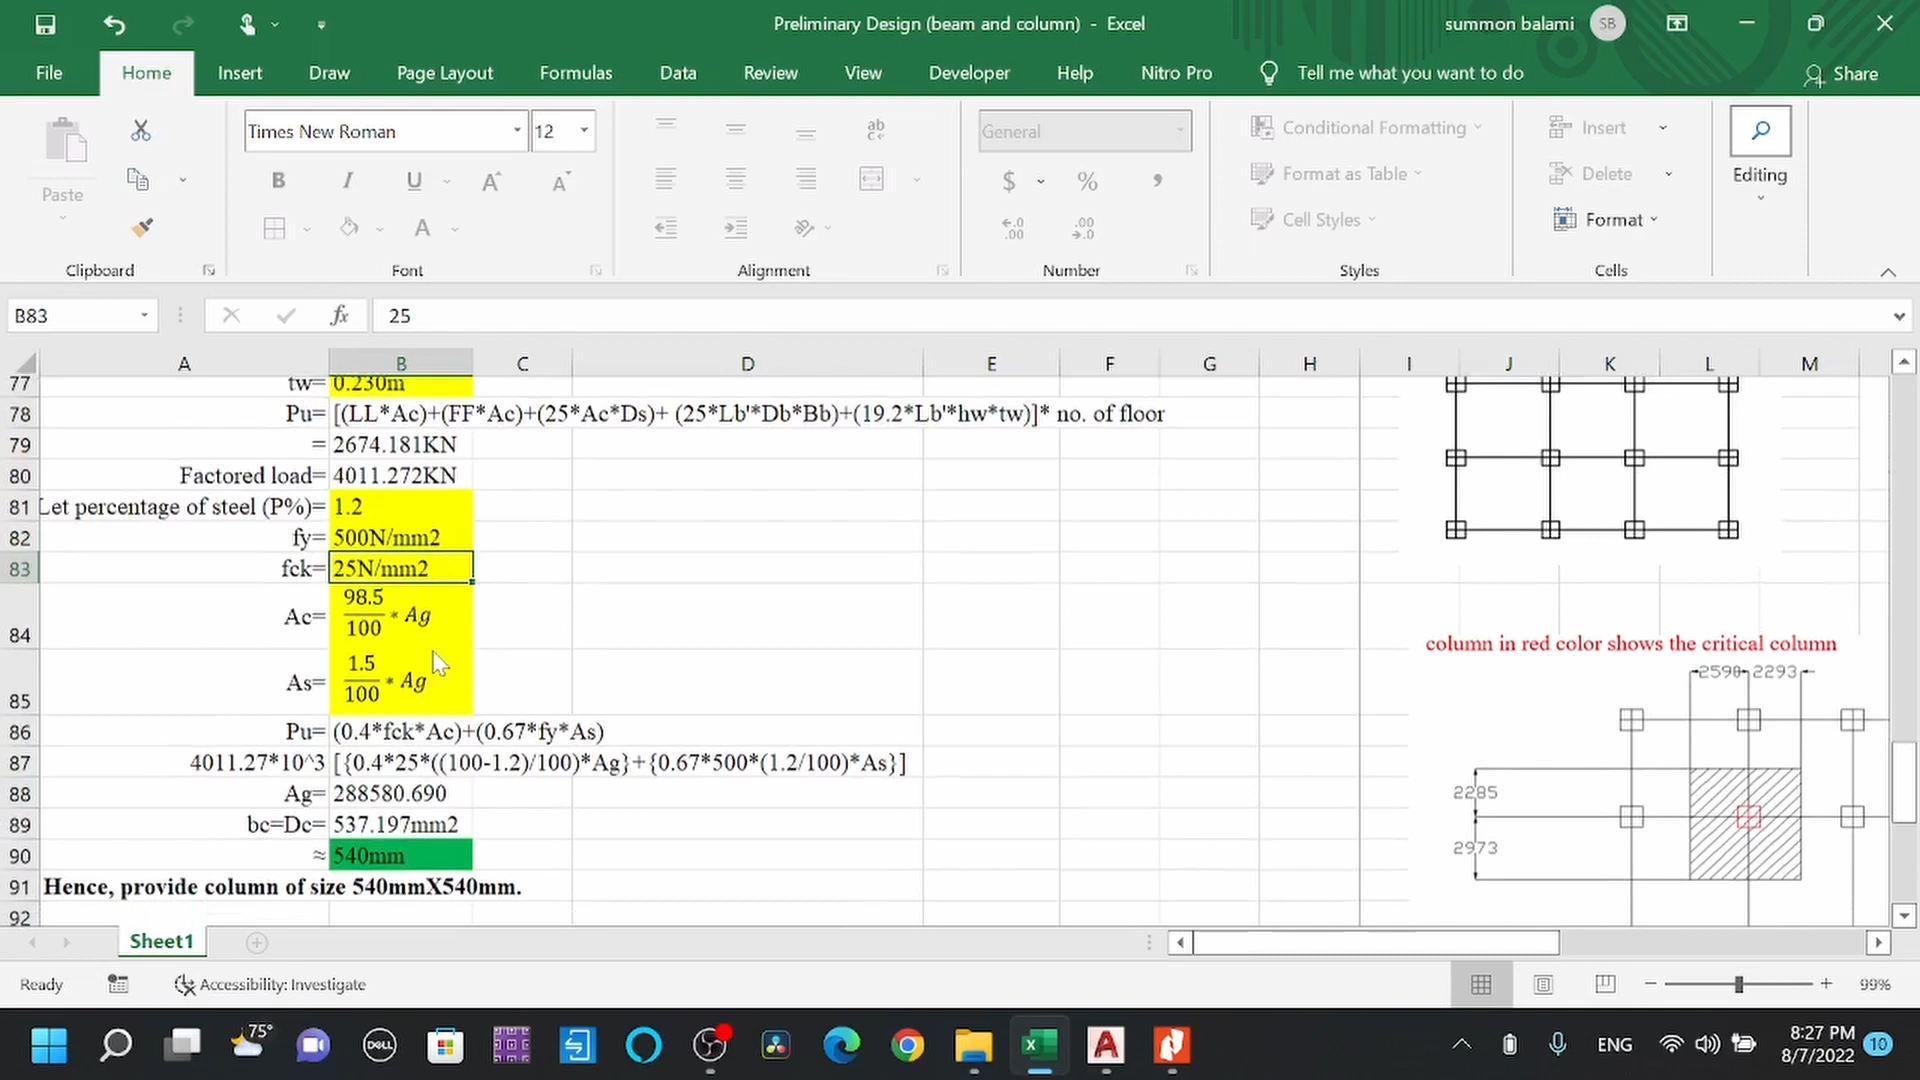 Preliminary Design (beam and column) - Excel
summon balami
SB
File
Home
Insert
Draw
Page Layout
Formulas
Data
Review
View
Developer
Help
Nitro Pro
Tell me what you want to do
Share
Paste
Clipboard
Times New Roman
12
B
I
U
A
A
A
Font
ab
Alignment
General
$
%
,
Number
Conditional Formatting
Format as Table
Cell Styles
Styles
Insert
Delete
Format
Cells
Editing
B83
fx
25
A B C D E F G H I J K L M
77 tw= 0.230m
78 Pu= [(LL*Ac)+(FF*Ac)+(25*Ac*Ds)+ (25*Lb'*Db*Bb)+(19.2*Lb'*hw*tw)]* no. of floor
79 = 2674.181KN
80 Factored load= 4011.272KN
81 Let percentage of steel (P%)= 1.2
82 fy= 500N/mm2
83 fck= 25N/mm2
84 Ac= 98.5/100 * Ag
85 As= 1.5/100 * Ag
86 Pu= (0.4*fck*Ac)+(0.67*fy*As)
87 4011.27*10^3 [{0.4*25*((100-1.2)/100)*Ag}+{0.67*500*(1.2/100)*As}]
88 Ag= 288580.690
89 bc=Dc= 537.197mm2
90 ≈ 540mm
91 Hence, provide column of size 540mmX540mm.
92
column in red color shows the critical column
2590 2293
2285
2973
Sheet1
Ready
Accessibility: Investigate
99%
75°
DELL
ENG
8:27 PM
8/7/2022
10